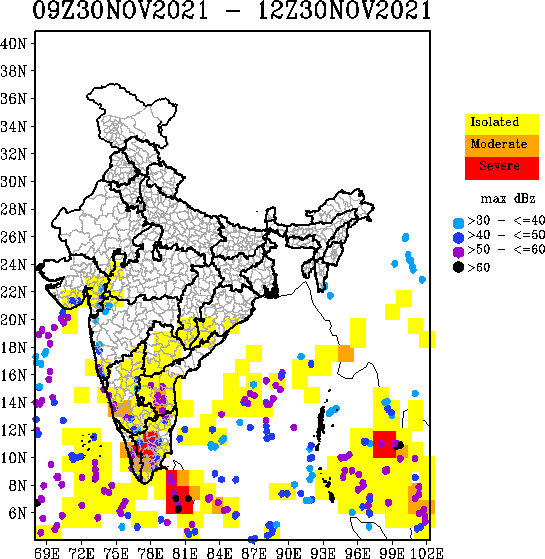 09Z30NOV2021 - 12Z30NOV2021
40N
38N
36N
34N
32N
30N
28N
26N
24N
22N
20N
18N
16N
14N
12N
10N
8N
6N
69E 72E 75E 78E 81E 84E 87E 90E 93E 96E 99E 102E
Isolated
Moderate
Severe
max dBz
>30 - <=40
>40 - <=50
>50 - <=60
>60